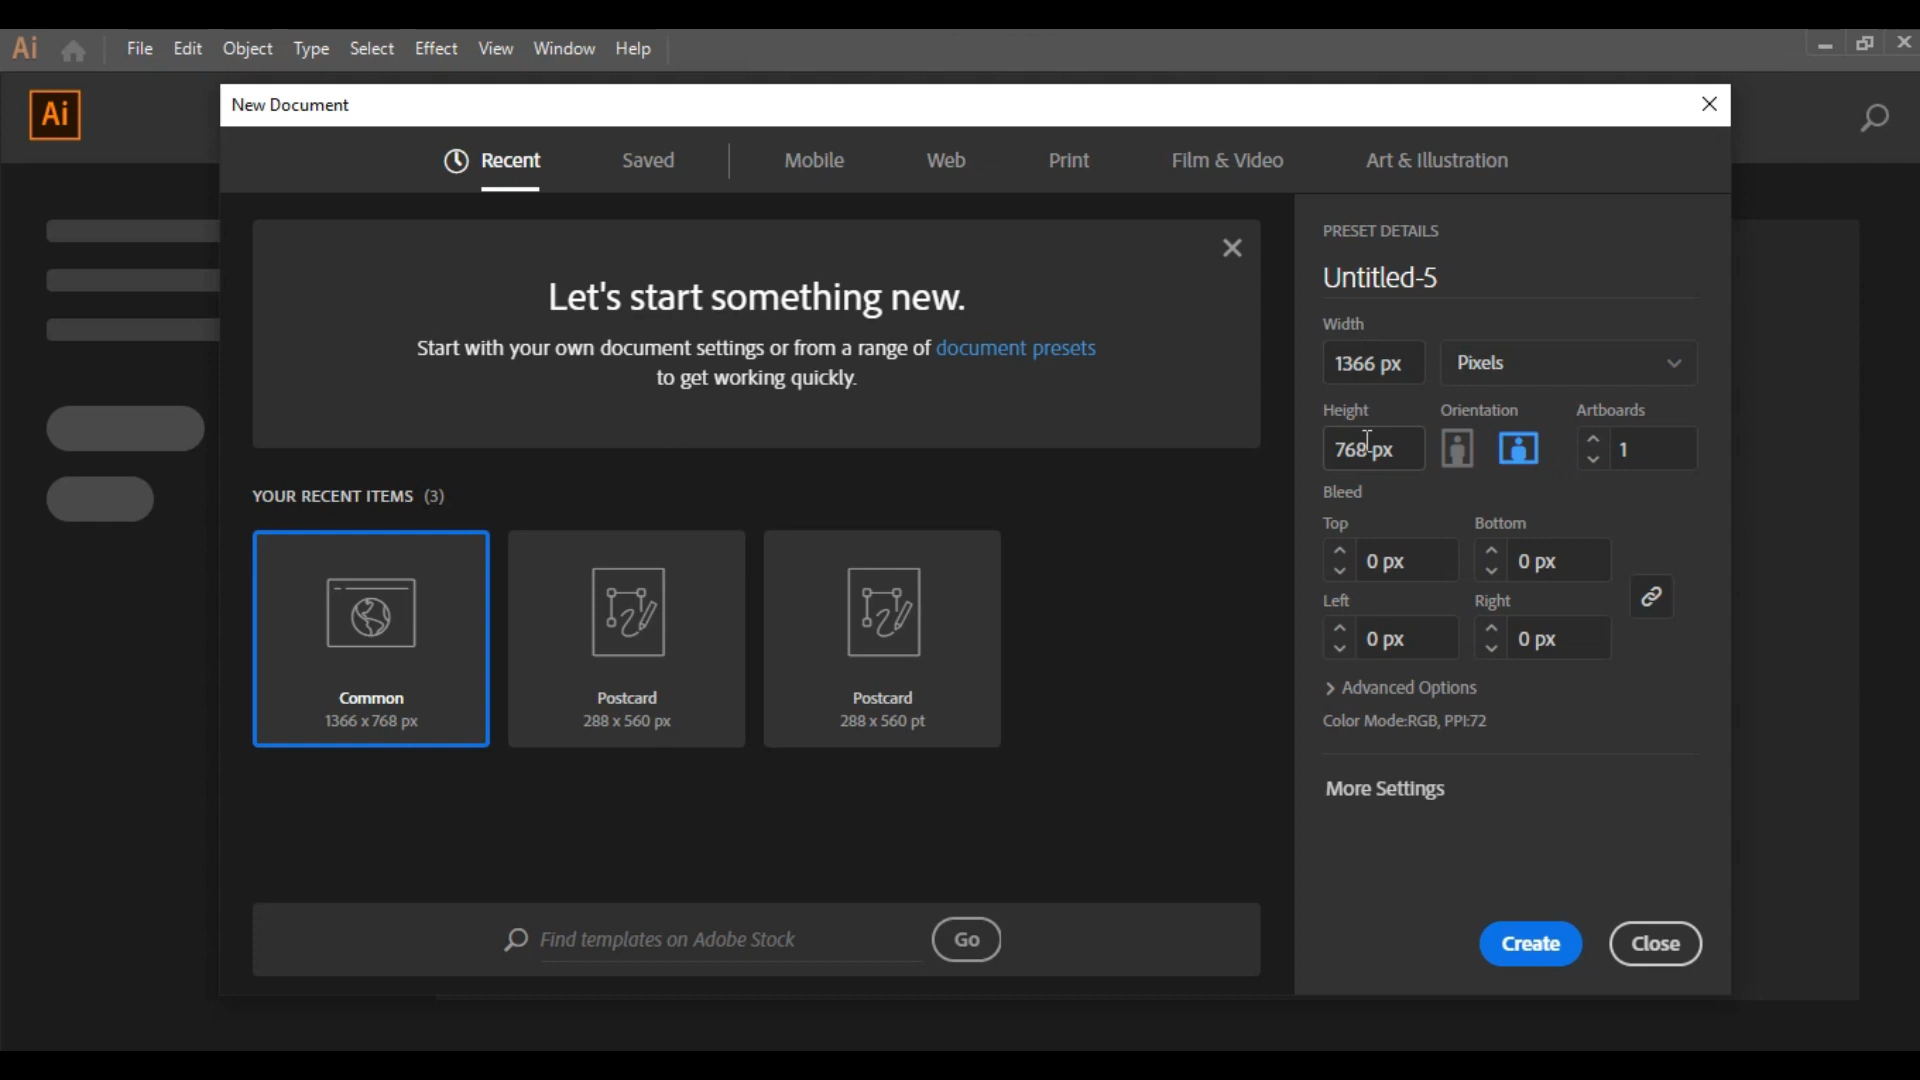 Ai File Edit Object Type Select Effect View Window Help
Ai
New Document
Recent Saved Mobile Web Print Film & Video Art & Illustration
Let's start something new.
Start with your own document settings or from a range of document presets
to get working quickly.
YOUR RECENT ITEMS (3)
Common
1366 x 768 px
Postcard
288 x 560 px
Postcard
288 x 560 pt
Find templates on Adobe Stock Go
PRESET DETAILS
Untitled-5
Width
1366 px Pixels
Height Orientation Artboards
768 px 1
Bleed
Top Bottom
0 px 0 px
Left Right
0 px 0 px
Advanced Options
Color Mode:RGB, PPI:72
More Settings
Create Close